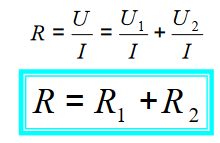 R = U/I = U₁/I + U₂/I
R = R₁ + R₂